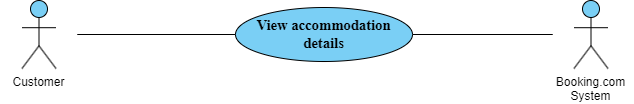 View accommodation
details
Customer
Booking.com
System